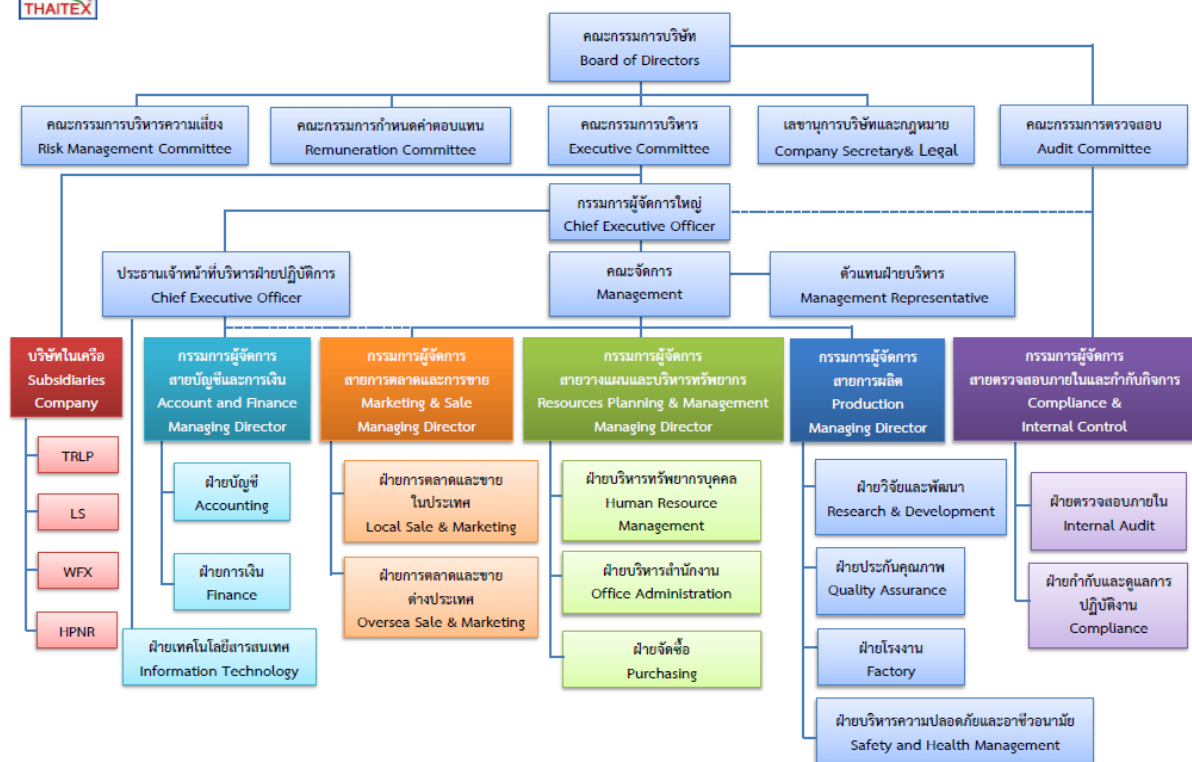 THAITEX
คณะกรรมการบริษัท
Board of Directors
คณะกรรมการบริหารความเสี่ยง
Risk Management Committee
คณะกรรมการกำหนดค่าตอบแทน
Remuneration Committee
คณะกรรมการบริหาร
Executive Committee
เลขานุการบริษัทและกฎหมาย
Company Secretary& Legal
คณะกรรมการตรวจสอบ
Audit Committee
กรรมการผู้จัดการใหญ่
Chief Executive Officer
ประธานเจ้าหน้าที่บริหารฝ่ายปฏิบัติการ
Chief Executive Officer
คณะจัดการ
Management
ตัวแทนฝ่ายบริหาร
Management Representative
บริษัทในเครือ
Subsidiaries
Company
TRLP
LS
WFX
HPNR
กรรมการผู้จัดการ
สายบัญชีและการเงิน
Account and Finance
Managing Director
ฝ่ายบัญชี
Accounting
ฝ่ายการเงิน
Finance
ฝ่ายเทคโนโลยีสารสนเทศ
Information Technology
กรรมการผู้จัดการ
สายการตลาดและการขาย
Marketing & Sale
Managing Director
ฝ่ายการตลาดและขาย
ในประเทศ
Local Sale & Marketing
ฝ่ายการตลาดและขาย
ต่างประเทศ
Oversea Sale & Marketing
กรรมการผู้จัดการ
สายวางแผนและบริหารทรัพยากร
Resources Planning & Management
Managing Director
ฝ่ายบริหารทรัพยากรบุคคล
Human Resource
Management
ฝ่ายบริหารสำนักงาน
Office Administration
ฝ่ายจัดซื้อ
Purchasing
กรรมการผู้จัดการ
สายการผลิต
Production
Managing Director
ฝ่ายวิจัยและพัฒนา
Research & Development
ฝ่ายประกันคุณภาพ
Quality Assurance
ฝ่ายโรงงาน
Factory
ฝ่ายบริหารความปลอดภัยและอาชีวอนามัย
Safety and Health Management
กรรมการผู้จัดการ
สายตรวจสอบภายในและกำกับกิจการ
Compliance &
Internal Control
ฝ่ายตรวจสอบภายใน
Internal Audit
ฝ่ายกำกับและดูแลการ
ปฏิบัติงาน
Compliance